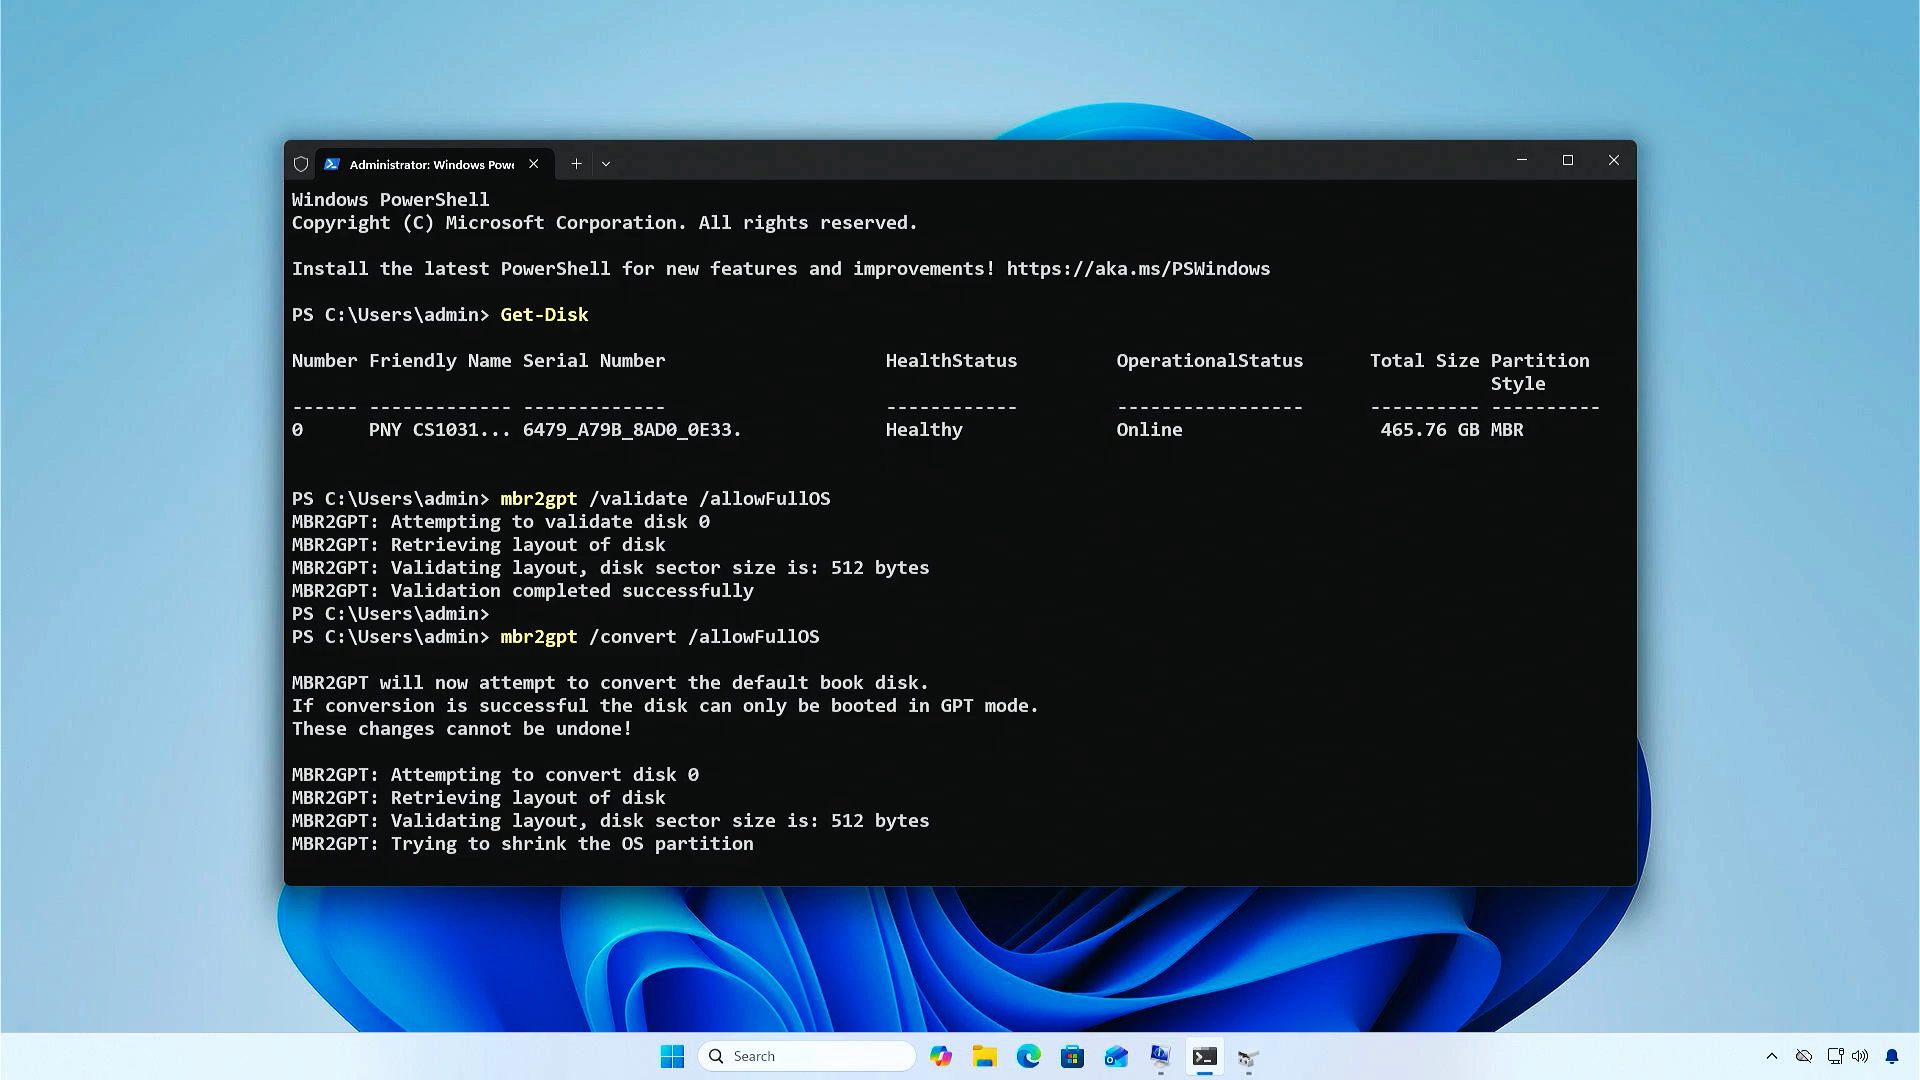 Administrator: Windows Pow
Windows PowerShell
Copyright (C) Microsoft Corporation. All rights reserved.
Install the latest PowerShell for new features and improvements! https://aka.ms/PSWindows
PS C:\Users\admin> Get-Disk
Number Friendly Name Serial Number HealthStatus OperationalStatus Total Size Partition
Style
------ ------------- ------------- ------------ ----------------- ---------- ----------
0 PNY CS1031... 6479_A79B_8AD0_0E33. Healthy Online 465.76 GB MBR
PS C:\Users\admin> mbr2gpt /validate /allowFullOS
MBR2GPT: Attempting to validate disk 0
MBR2GPT: Retrieving layout of disk
MBR2GPT: Validating layout, disk sector size is: 512 bytes
MBR2GPT: Validation completed successfully
PS C:\Users\admin>
PS C:\Users\admin> mbr2gpt /convert /allowFullOS
MBR2GPT will now attempt to convert the default book disk.
If conversion is successful the disk can only be booted in GPT mode.
These changes cannot be undone!
MBR2GPT: Attempting to convert disk 0
MBR2GPT: Retrieving layout of disk
MBR2GPT: Validating layout, disk sector size is: 512 bytes
MBR2GPT: Trying to shrink the OS partition
Search